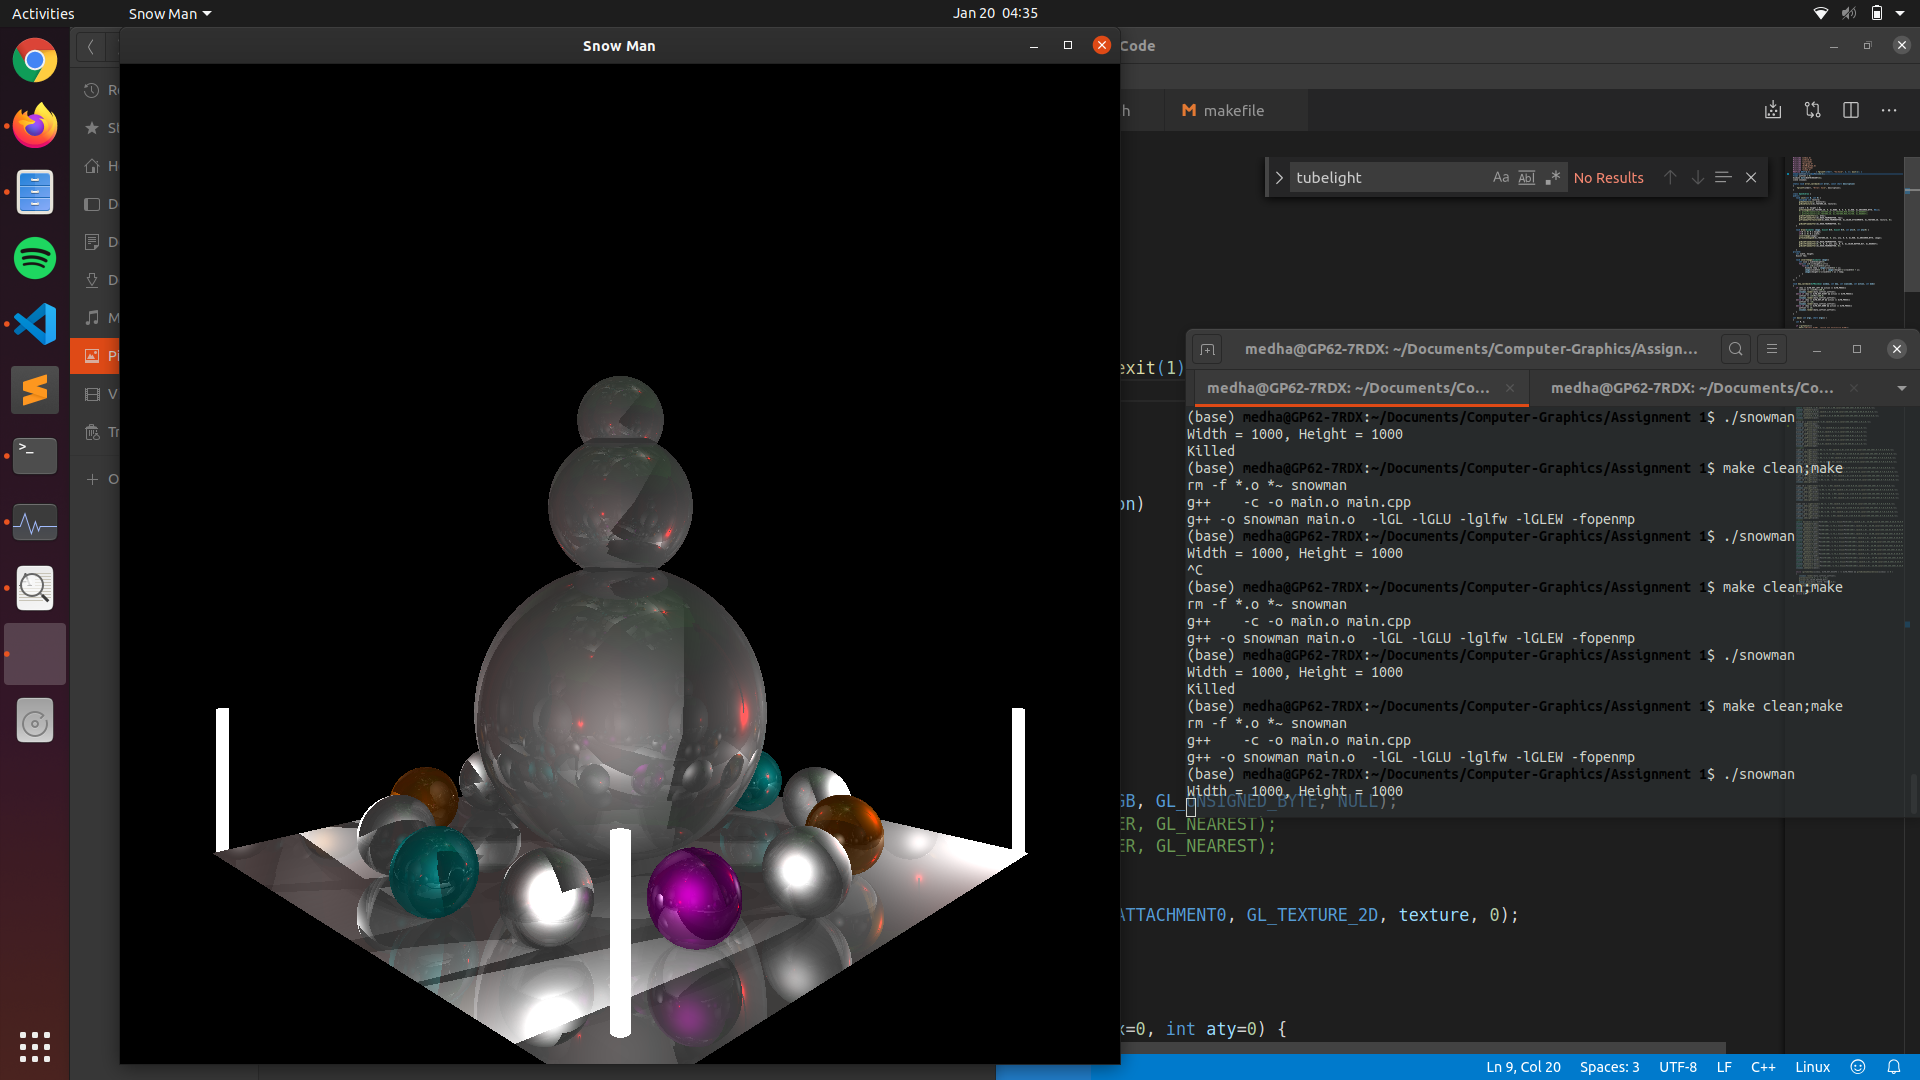 Activities
Snow Man
Jan 20 04:35
Snow Man
Code
h
makefile
tubelight
Aa
Abl
No Results
exit(1)
on)
GB, GL_UNSIGNED_BYTE, NULL);
ER, GL_NEAREST);
ER, GL_NEAREST);
ATTACHMENT0, GL_TEXTURE_2D, texture, 0);
x=0, int aty=0) {
medha@GP62-7RDX: ~/Documents/Computer-Graphics/Assign...
medha@GP62-7RDX: ~/Documents/Co...
medha@GP62-7RDX: ~/Documents/Co...
(base) medha@GP62-7RDX:~/Documents/Computer-Graphics/Assignment 1$ ./snowman
Width = 1000, Height = 1000
Killed
(base) medha@GP62-7RDX:~/Documents/Computer-Graphics/Assignment 1$ make clean;make
rm -f *.o *~ snowman
g++    -c -o main.o main.cpp
g++ -o snowman main.o  -lGL -lGLU -lglfw -lGLEW -fopenmp
(base) medha@GP62-7RDX:~/Documents/Computer-Graphics/Assignment 1$ ./snowman
Width = 1000, Height = 1000
^C
(base) medha@GP62-7RDX:~/Documents/Computer-Graphics/Assignment 1$ make clean;make
rm -f *.o *~ snowman
g++    -c -o main.o main.cpp
g++ -o snowman main.o  -lGL -lGLU -lglfw -lGLEW -fopenmp
(base) medha@GP62-7RDX:~/Documents/Computer-Graphics/Assignment 1$ ./snowman
Width = 1000, Height = 1000
Killed
(base) medha@GP62-7RDX:~/Documents/Computer-Graphics/Assignment 1$ make clean;make
rm -f *.o *~ snowman
g++    -c -o main.o main.cpp
g++ -o snowman main.o  -lGL -lGLU -lglfw -lGLEW -fopenmp
(base) medha@GP62-7RDX:~/Documents/Computer-Graphics/Assignment 1$ ./snowman
Width = 1000, Height = 1000
Ln 9, Col 20
Spaces: 3
UTF-8
LF
C++
Linux